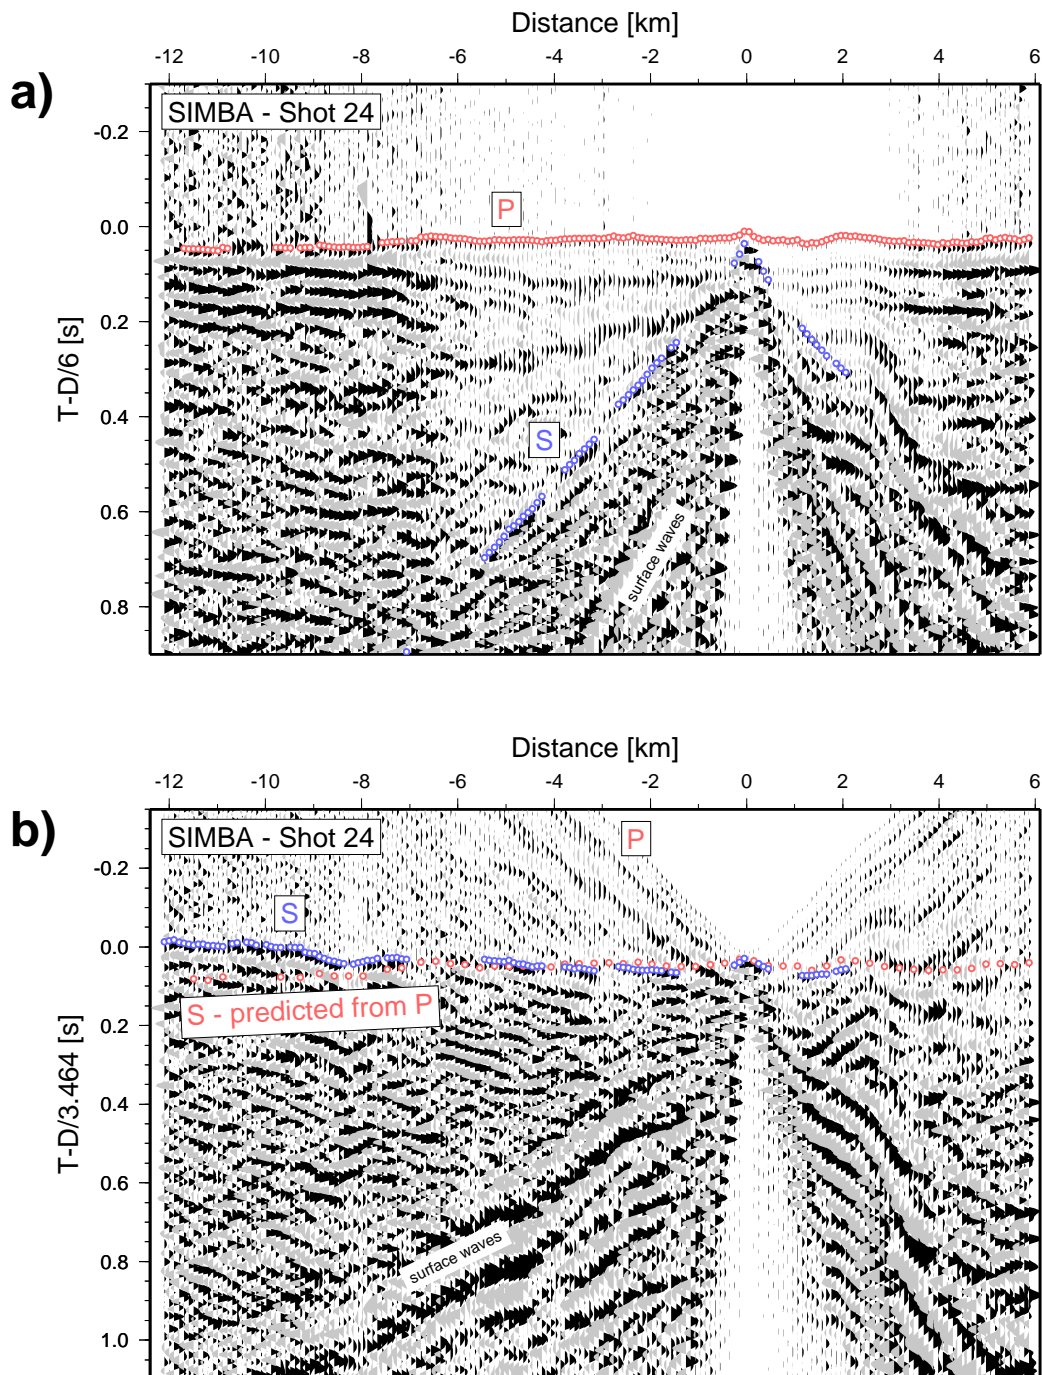 Distance [km]
-12 -10 -8 -6 -4 -2 0 2 4 6
a)
SIMBA - Shot 24
-0.2
P
0.0
0.2
T-D/6 [s]
0.4
S
0.6
surface waves
0.8
Distance [km]
-12 -10 -8 -6 -4 -2 0 2 4 6
b)
SIMBA - Shot 24
P
-0.2
S
0.0
S - predicted from P
0.2
T-D/3.464 [s]
0.4
0.6
surface waves
0.8
1.0